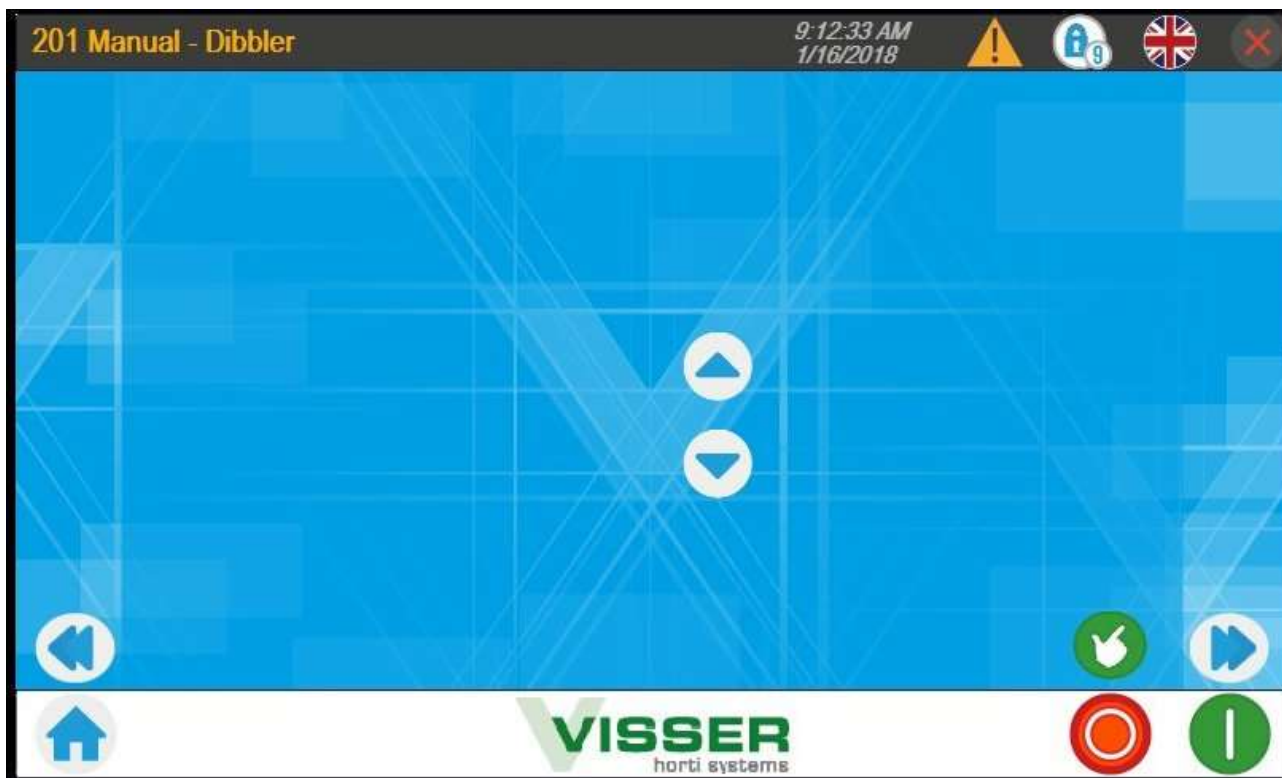 201 Manual - Dibbler
9:12:33 AM
1/16/2018
9
VISSER
horti systems